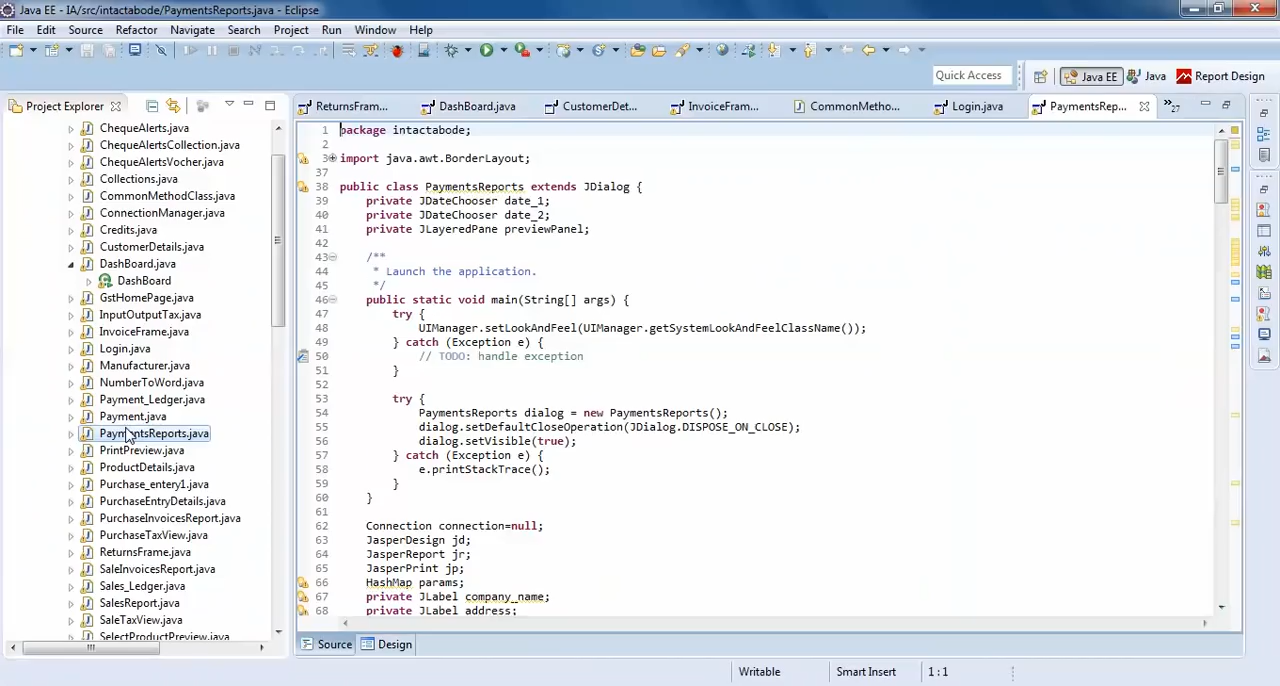 Java EE - IA/src/intactabode/PaymentsReports.java - Eclipse
File Edit Source Refactor Navigate Search Project Run Window Help
Quick Access Java EE Java Report Design
Project Explorer
ReturnsFram... DashBoard.java CustomerDet... InvoiceFram... CommonMetho... Login.java PaymentsRep... »27
ChequeAlerts.java
ChequeAlertsCollection.java
ChequeAlertsVocher.java
Collections.java
CommonMethodClass.java
ConnectionManager.java
Credits.java
CustomerDetails.java
DashBoard.java
DashBoard
GstHomePage.java
InputOutputTax.java
InvoiceFrame.java
Login.java
Manufacturer.java
NumberToWord.java
Payment_Ledger.java
Payment.java
PaymentsReports.java
PrintPreview.java
ProductDetails.java
Purchase_entery1.java
PurchaseEntryDetails.java
PurchaseInvoicesReport.java
PurchaseTaxView.java
ReturnsFrame.java
SaleInvoicesReport.java
Sales_Ledger.java
SalesReport.java
SaleTaxView.java
SelectProductPreview.java
1 package intactabode;
2
3 import java.awt.BorderLayout;
37
38 public class PaymentsReports extends JDialog {
39 private JDateChooser date_1;
40 private JDateChooser date_2;
41 private JLayeredPane previewPanel;
42
43 /**
44 * Launch the application.
45 */
46 public static void main(String[] args) {
47 try {
48 UIManager.setLookAndFeel(UIManager.getSystemLookAndFeelClassName());
49 } catch (Exception e) {
50 // TODO: handle exception
51 }
52
53 try {
54 PaymentsReports dialog = new PaymentsReports();
55 dialog.setDefaultCloseOperation(JDialog.DISPOSE_ON_CLOSE);
56 dialog.setVisible(true);
57 } catch (Exception e) {
58 e.printStackTrace();
59 }
60 }
61
62 Connection connection=null;
63 JasperDesign jd;
64 JasperReport jr;
65 JasperPrint jp;
66 HashMap params;
67 private JLabel company_name;
68 private JLabel address;
Source Design
Writable Smart Insert 1 : 1